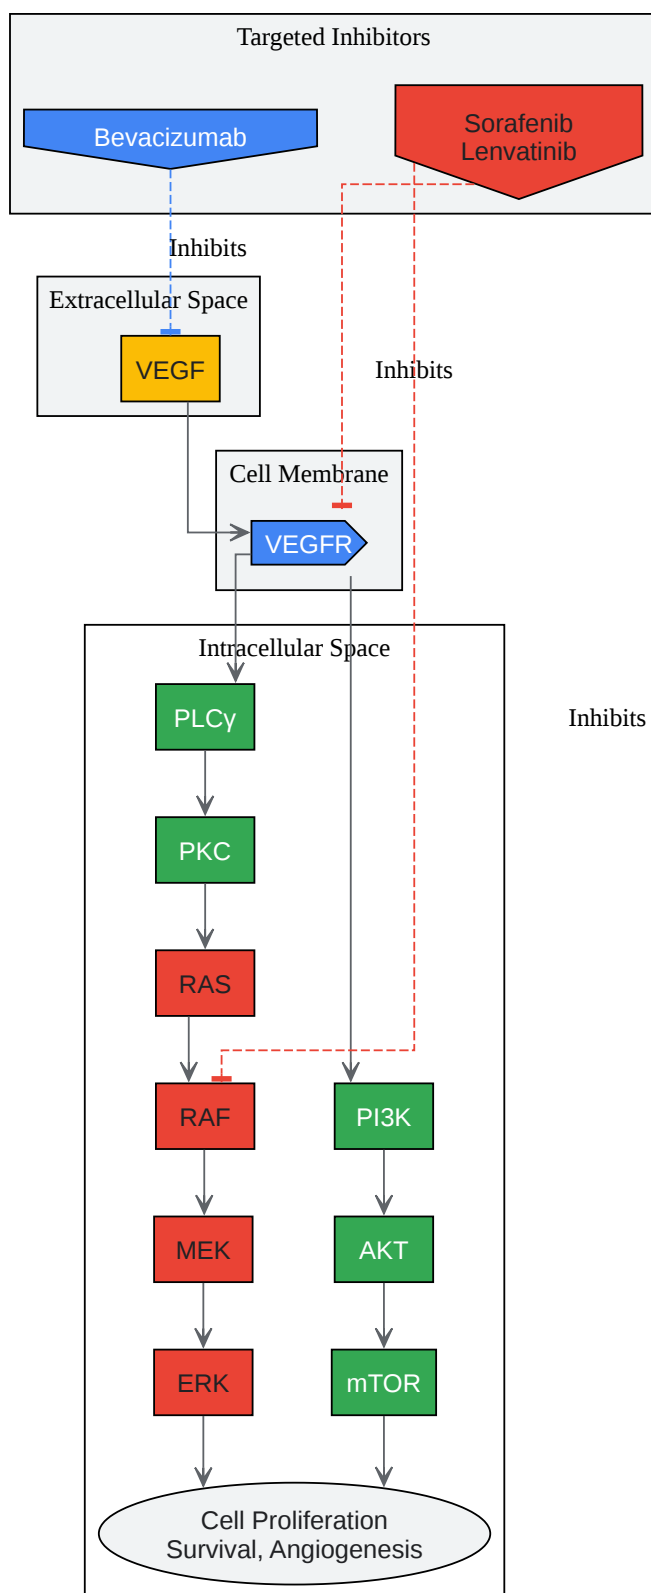 Targeted Inhibitors
Bevacizumab
Sorafenib
Lenvatinib
Inhibits
Extracellular Space
VEGF
Inhibits
Cell Membrane
VEGFR
Intracellular Space
PLCγ
Inhibits
PKC
RAS
RAF
PI3K
MEK
AKT
ERK
mTOR
Cell Proliferation
Survival, Angiogenesis